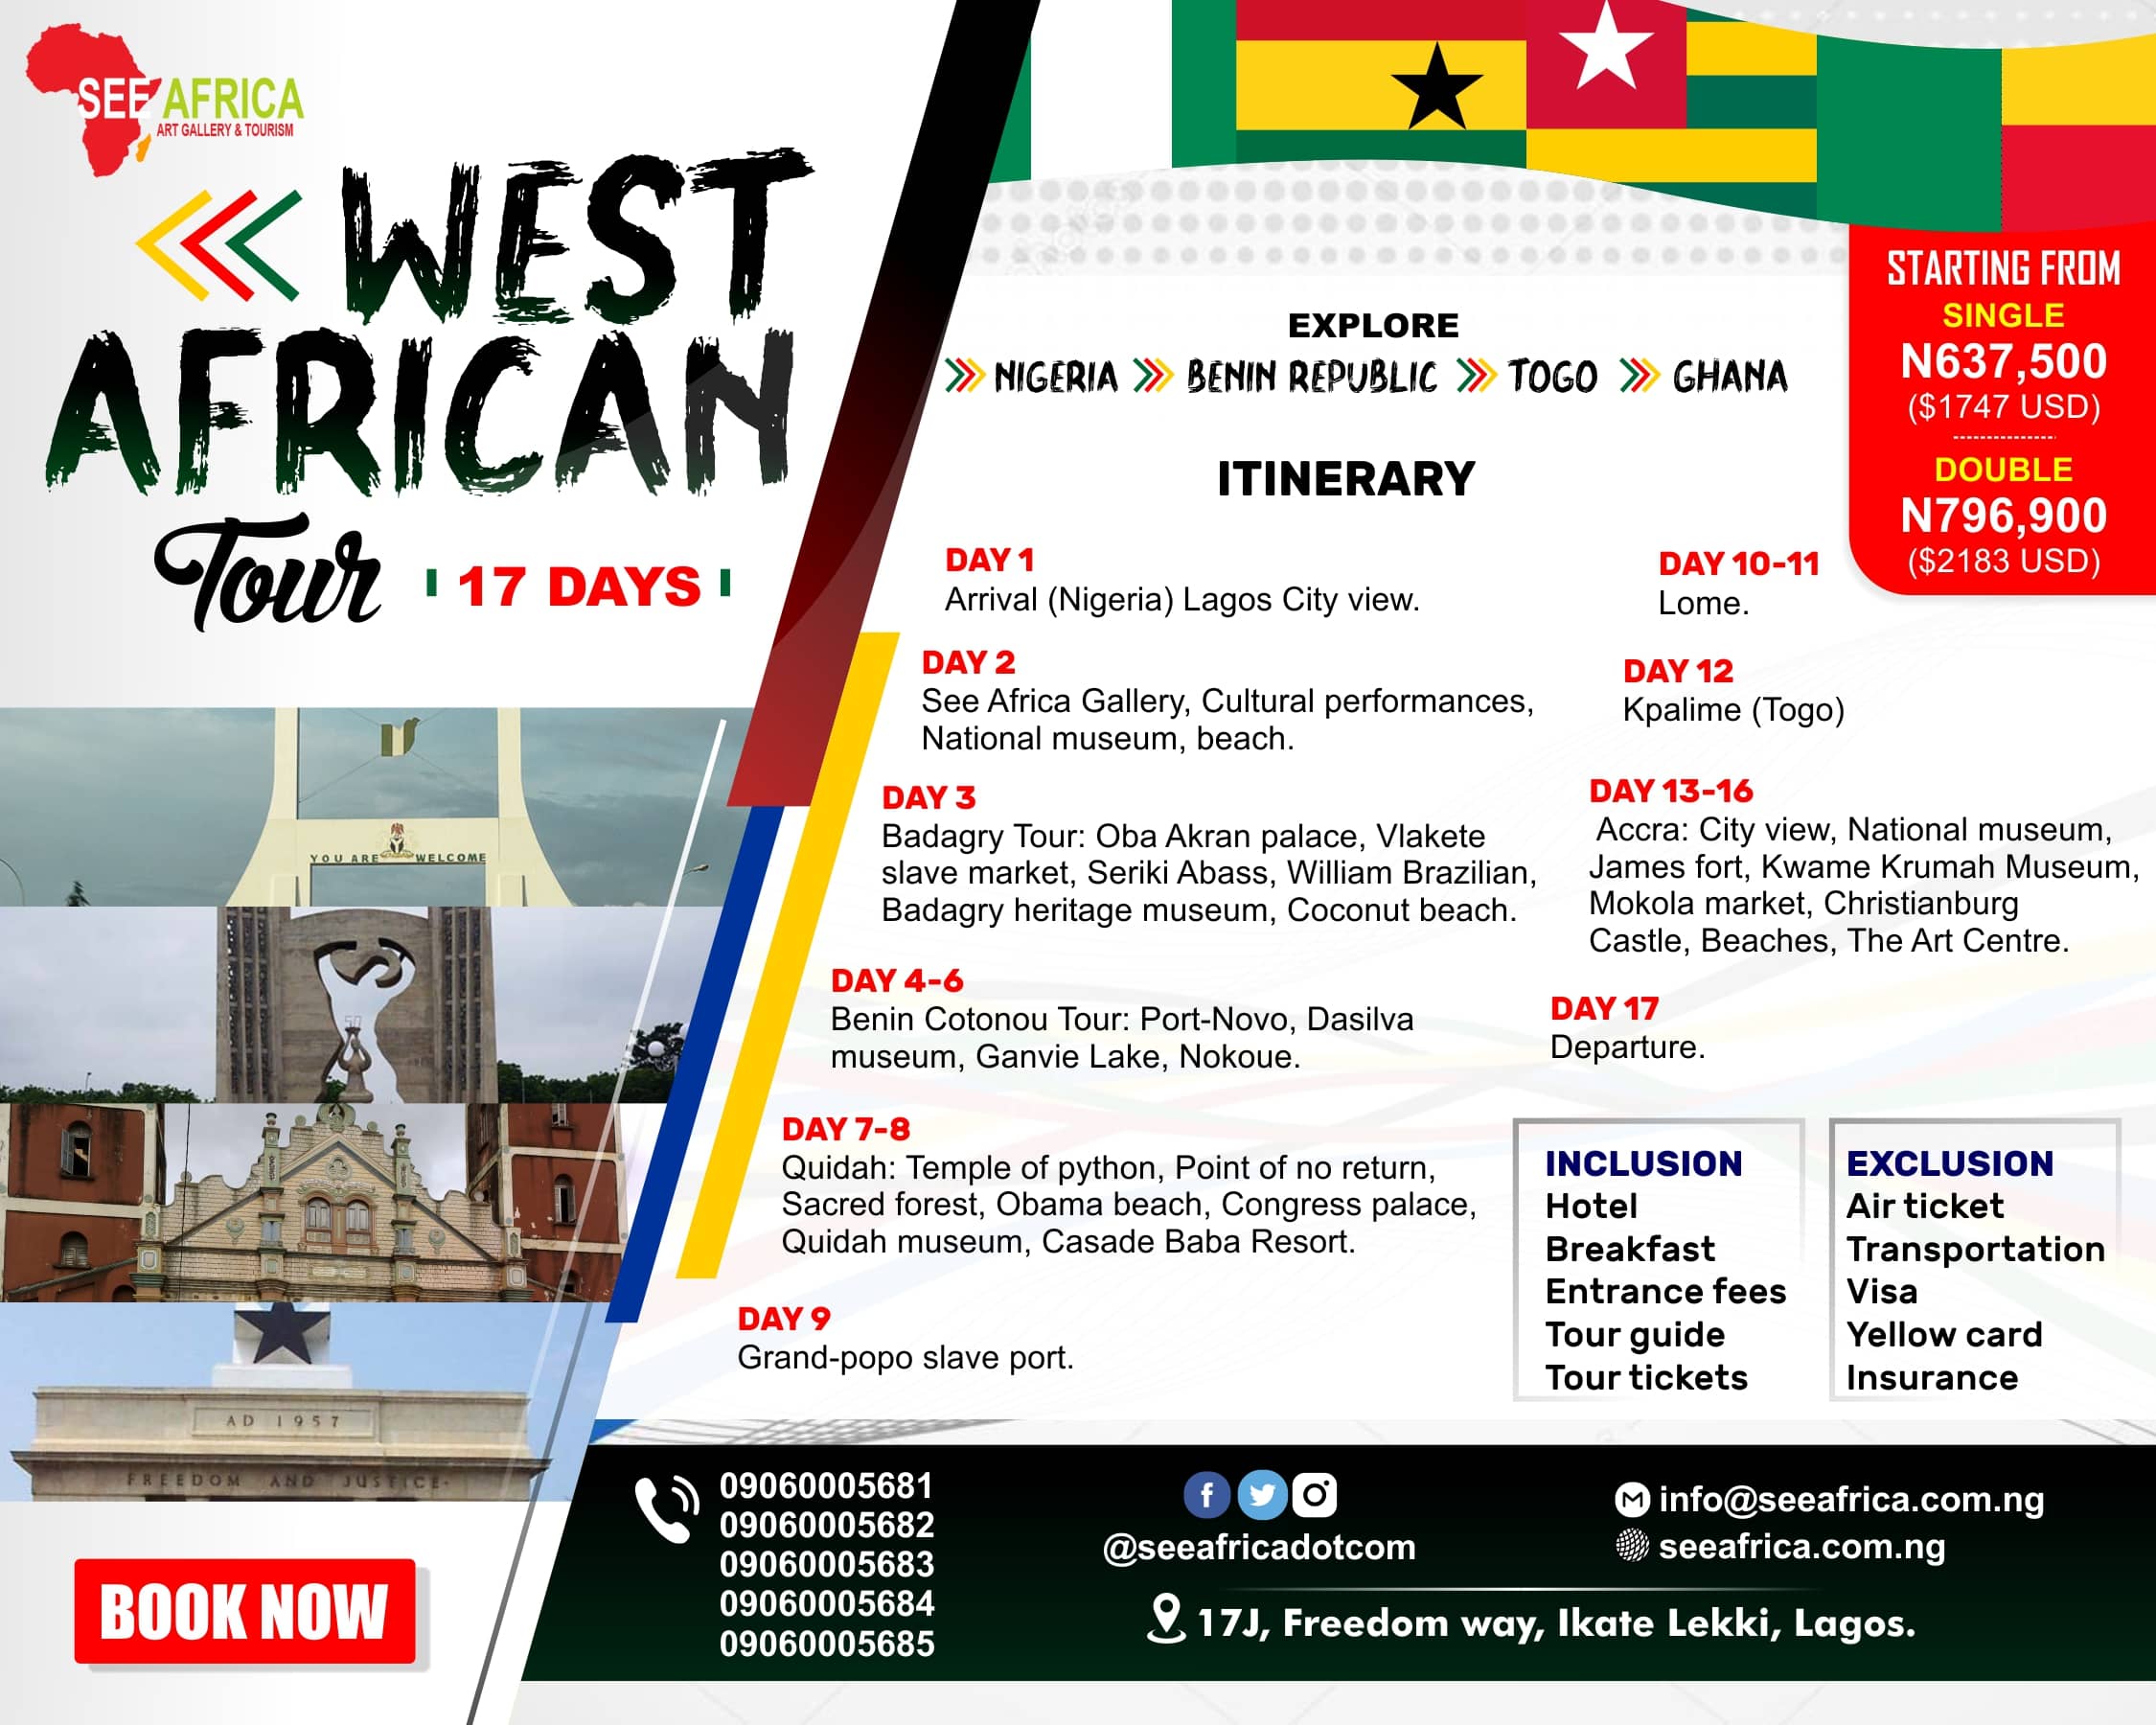 SEE AFRICA
ART GALLERY & TOURISM
WEST
AFRICAN
Tour
17 DAYS
YOU ARE WELCOME
50
AD 1957
FREEDOM AND JUSTICE
BOOK NOW
EXPLORE
NIGERIA BENIN REPUBLIC TOGO GHANA
STARTING FROM
SINGLE
N637,500
($1747 USD)
DOUBLE
N796,900
($2183 USD)
ITINERARY
DAY 1
Arrival (Nigeria) Lagos City view.
DAY 2
See Africa Gallery, Cultural performances,
National museum, beach.
DAY 3
Badagry Tour: Oba Akran palace, Vlakete
slave market, Seriki Abass, William Brazilian,
Badagry heritage museum, Coconut beach.
DAY 4-6
Benin Cotonou Tour: Port-Novo, Dasilva
museum, Ganvie Lake, Nokoue.
DAY 7-8
Quidah: Temple of python, Point of no return,
Sacred forest, Obama beach, Congress palace,
Quidah museum, Casade Baba Resort.
DAY 9
Grand-popo slave port.
DAY 10-11
Lome.
DAY 12
Kpalime (Togo)
DAY 13-16
Accra: City view, National museum,
James fort, Kwame Krumah Museum,
Mokola market, Christianburg
Castle, Beaches, The Art Centre.
DAY 17
Departure.
INCLUSION
Hotel
Breakfast
Entrance fees
Tour guide
Tour tickets
EXCLUSION
Air ticket
Transportation
Visa
Yellow card
Insurance
09060005681
09060005682
09060005683
09060005684
09060005685
@seeafricadotcom
info@seeafrica.com.ng
seeafrica.com.ng
17J, Freedom way, Ikate Lekki, Lagos.